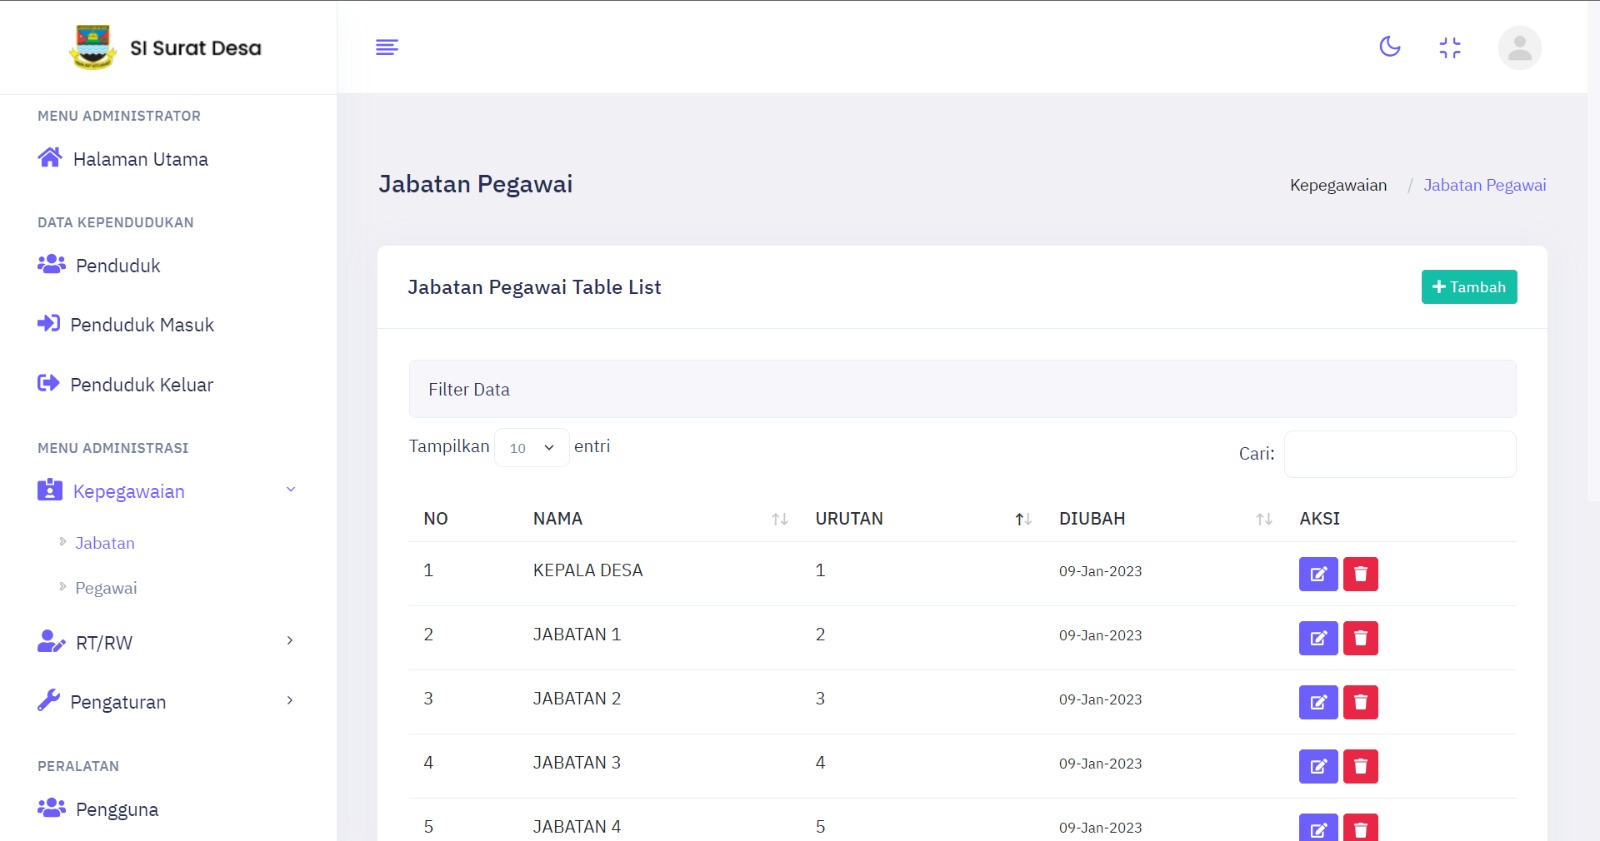 SI Surat Desa
MENU ADMINISTRATOR
Halaman Utama
DATA KEPENDUDUKAN
Penduduk
Penduduk Masuk
Penduduk Keluar
MENU ADMINISTRASI
Kepegawaian
Jabatan
Pegawai
RT/RW
Pengaturan
PERALATAN
Pengguna
Jabatan Pegawai
Kepegawaian / Jabatan Pegawai
Jabatan Pegawai Table List
Tambah
Filter Data
Tampilkan 10 entri
Cari:
NO NAMA URUTAN DIUBAH AKSI
1 KEPALA DESA 1 09-Jan-2023
2 JABATAN 1 2 09-Jan-2023
3 JABATAN 2 3 09-Jan-2023
4 JABATAN 3 4 09-Jan-2023
5 JABATAN 4 5 09-Jan-2023